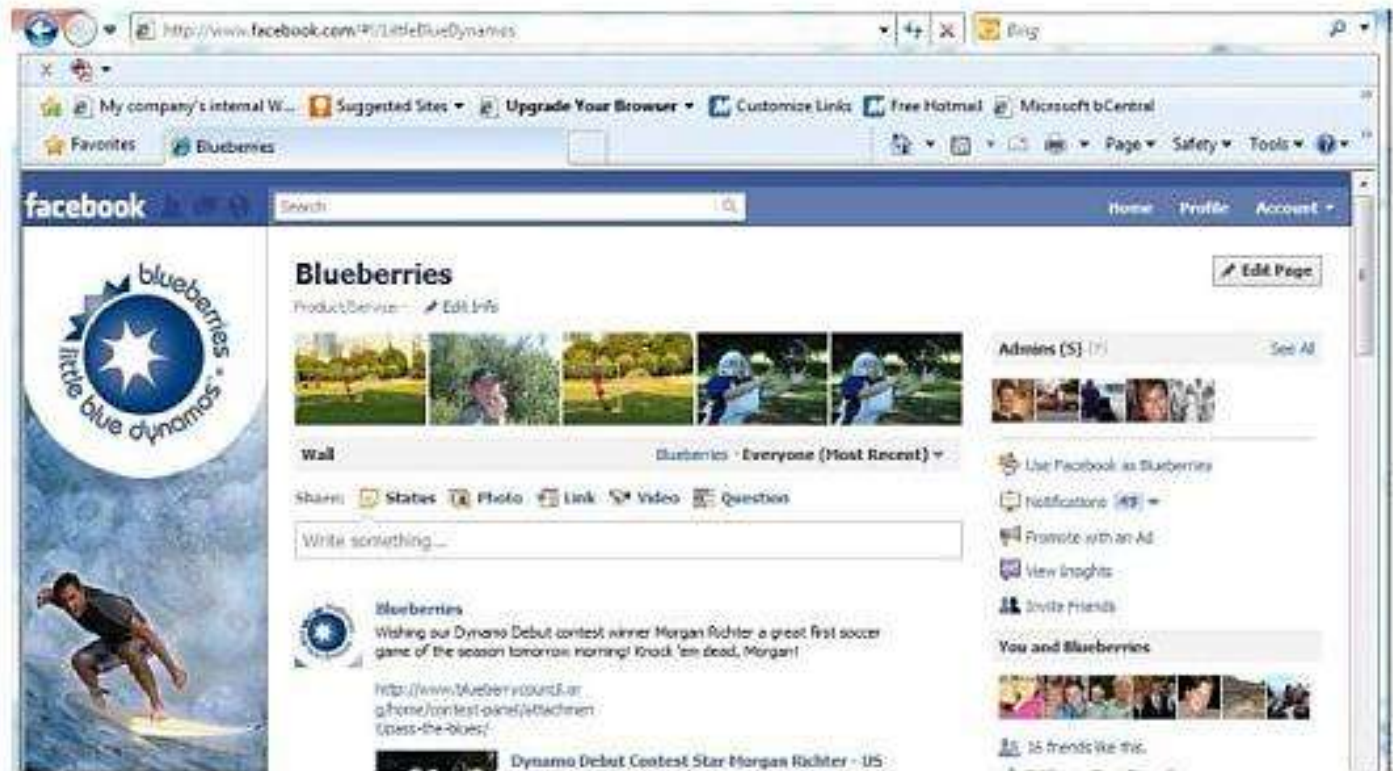 http://www.facebook.com/#!/LittleBlueDynamos
Bing
My company's internal W... Suggested Sites Upgrade Your Browser Customize Links Free Hotmail Microsoft bCentral
Favorites Blueberries
Page Safety Tools
facebook Search Home Profile Account
blueberries
little blue dynamos
Blueberries
Edit Page
Product/Service Edit Info
Admins (5) (?) See All
Wall Blueberries · Everyone (Most Recent)
Share: Status Photo Link Video Question
Write something...
Use Facebook as Blueberries
Notifications
Promote with an Ad
View Insights
Invite Friends
You and Blueberries
16 friends like this.
Blueberries
Wishing our Dynamo Debut contest winner Morgan Richter a great first soccer
game of the season tomorrow morning! Knock 'em dead, Morgan!
http://www.blueberrycouncil.or
g/home/contest-panel/attachmen
t/pass-the-blues/
Dynamo Debut Contest Star Morgan Richter - US